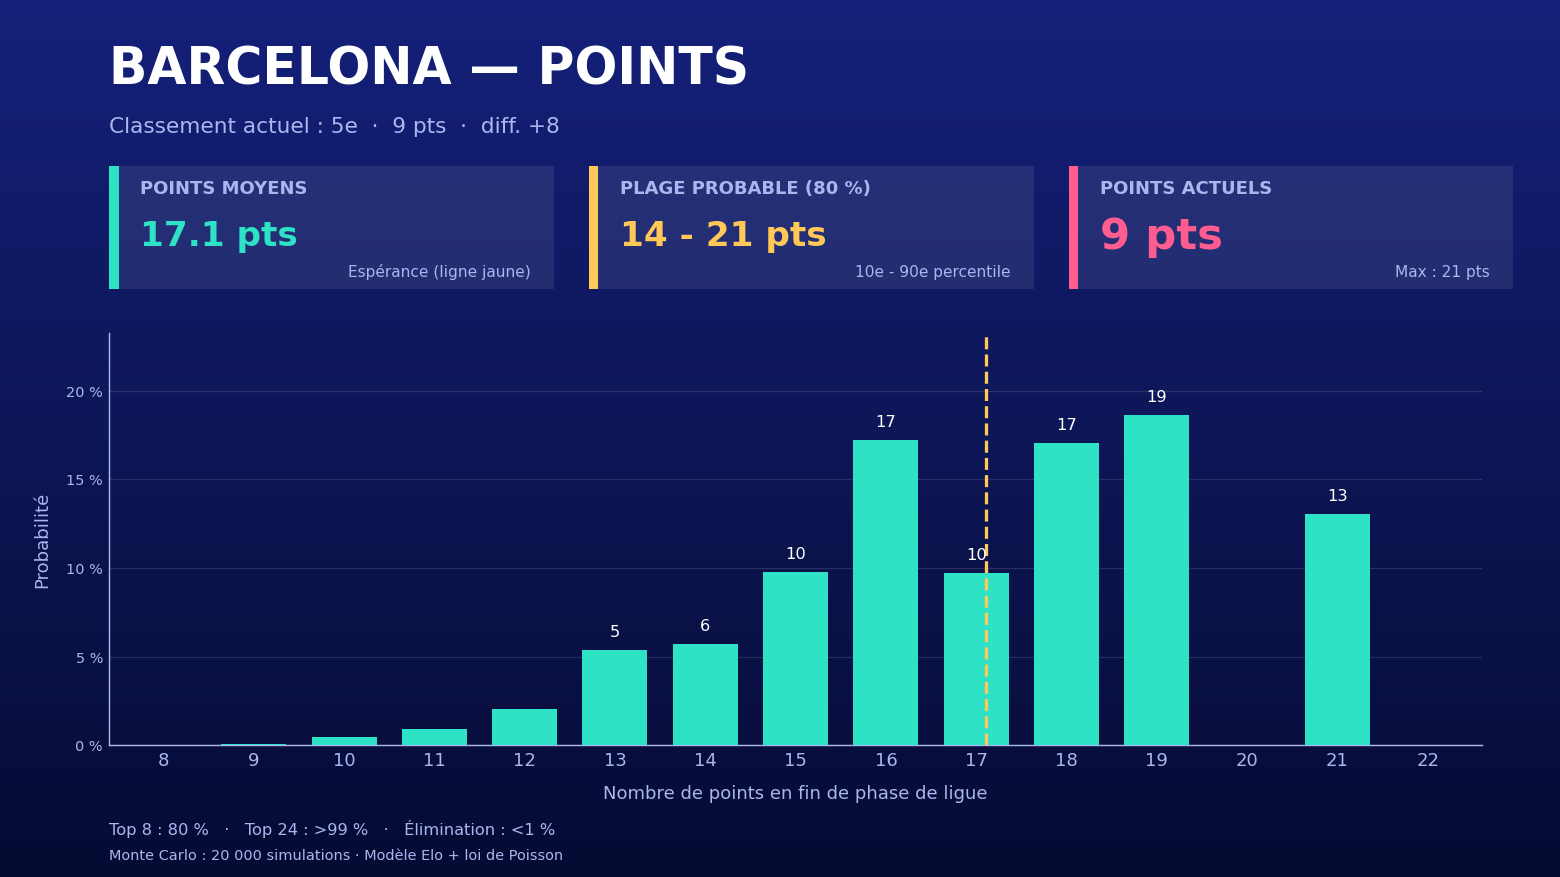 BARCELONA — POINTS
Classement actuel : 5e · 9 pts · diff. +8
POINTS MOYENS
17.1 pts
Espérance (ligne jaune)
PLAGE PROBABLE (80 %)
14 - 21 pts
10e - 90e percentile
POINTS ACTUELS
9 pts
Max : 21 pts
Probabilité
20 %
15 %
10 %
5 %
0 %
5
6
10
17
10
17
19
13
8 9 10 11 12 13 14 15 16 17 18 19 20 21 22
Nombre de points en fin de phase de ligue
Top 8 : 80 % · Top 24 : >99 % · Élimination : <1 %
Monte Carlo : 20 000 simulations · Modèle Elo + loi de Poisson